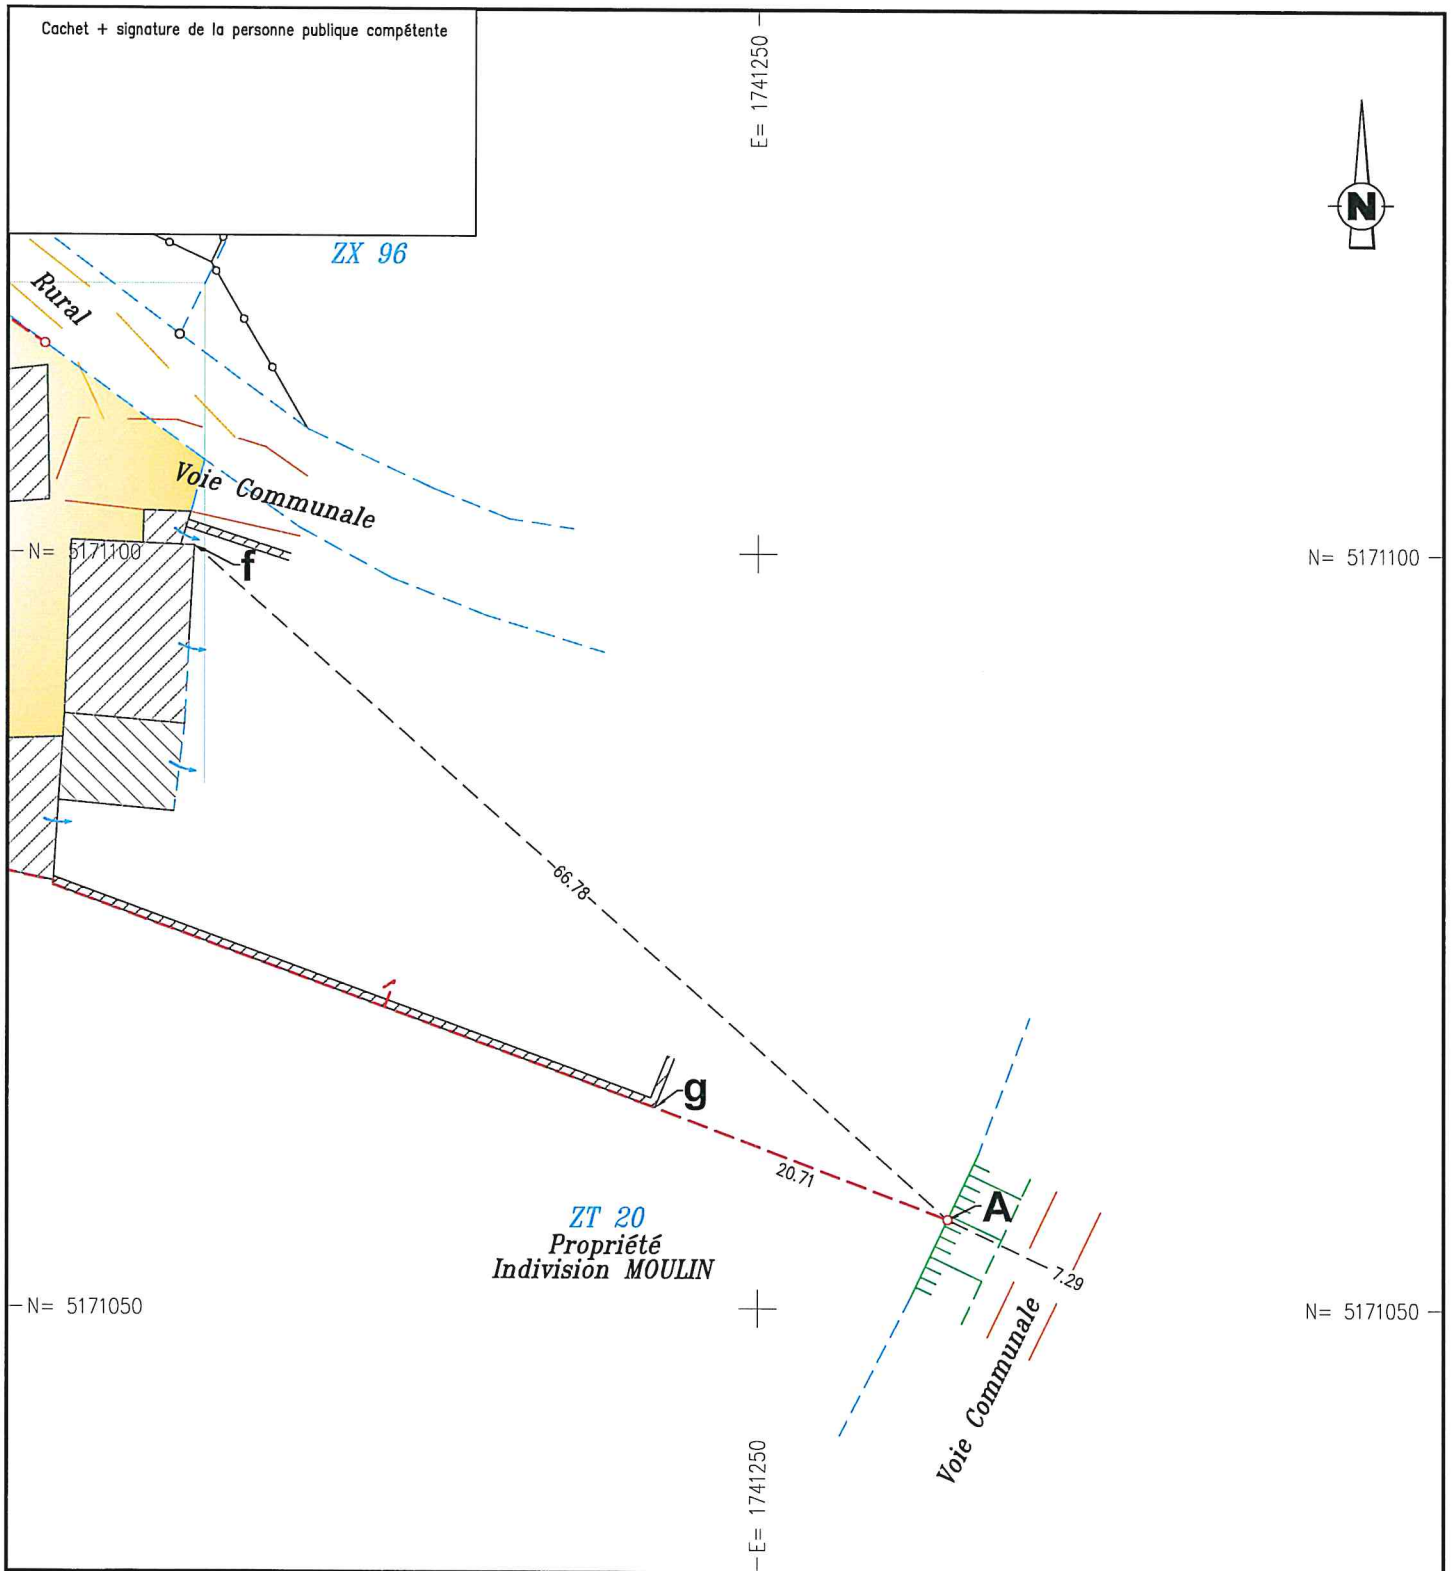 Cachet + signature de la personne publique compétente
E= 1741250
N
ZX 96
Rural
Voie Communale
N= 5171100
f
N= 5171100
66.78
g
20.71
A
ZT 20
Propriété
Indivision MOULIN
7.29
N= 5171050
N= 5171050
Voie Communale
E= 1741250